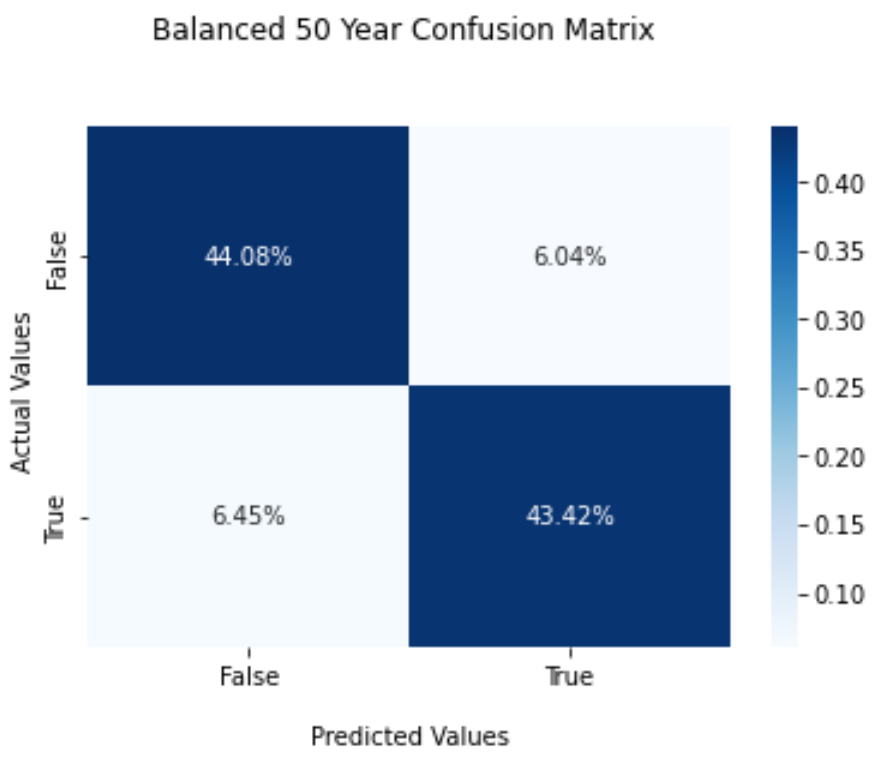 Balanced 50 Year Confusion Matrix
Actual Values
False
True
44.08%
6.04%
6.45%
43.42%
False
True
Predicted Values
0.40
0.35
0.30
0.25
0.20
0.15
0.10